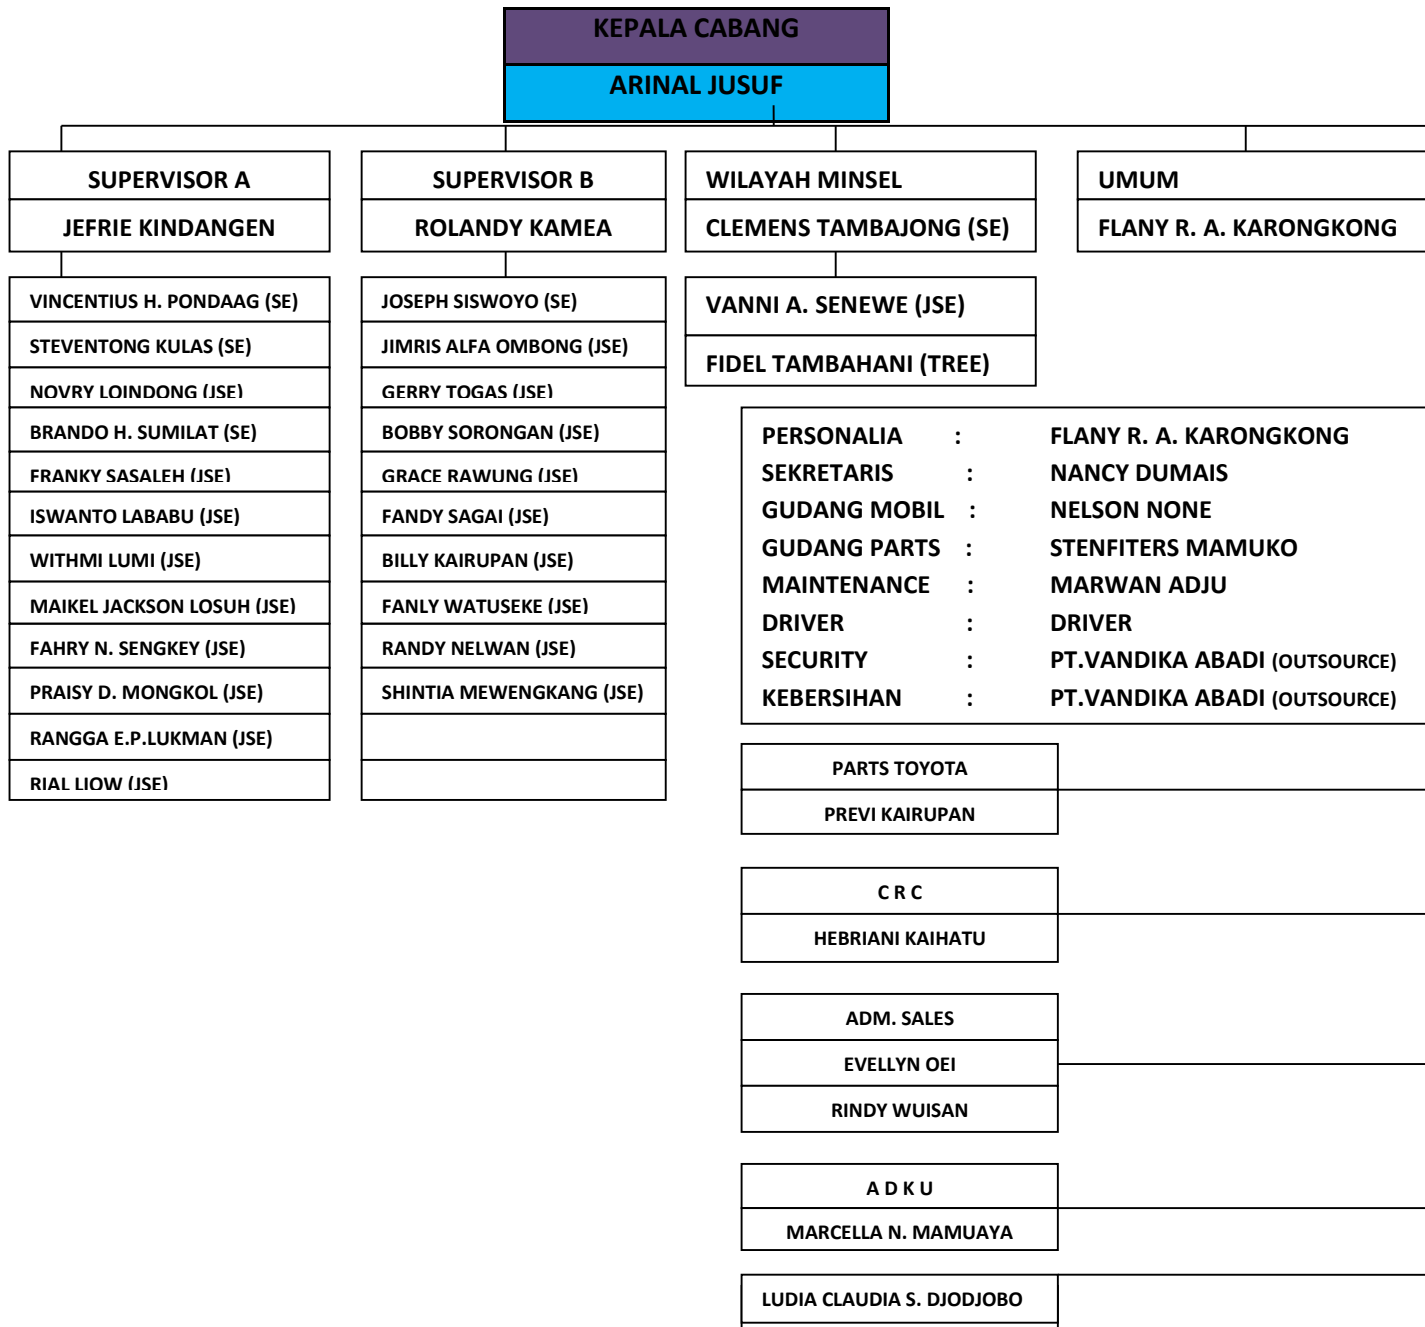 KEPALA CABANG
ARINAL JUSUF
SUPERVISOR A
JEFRIE KINDANGEN
VINCENTIUS H. PONDAAG (SE)
STEVENTONG KULAS (SE)
NOVRY LOINDONG (JSE)
BRANDO H. SUMILAT (SE)
FRANKY SASALEH (JSE)
ISWANTO LABABU (JSE)
WITHMI LUMI (JSE)
MAIKEL JACKSON LOSUH (JSE)
FAHRY N. SENGKEY (JSE)
PRAISY D. MONGKOL (JSE)
RANGGA E.P.LUKMAN (JSE)
RIAL LIOW (JSE)
SUPERVISOR B
ROLANDY KAMEA
JOSEPH SISWOYO (SE)
JIMRIS ALFA OMBONG (JSE)
GERRY TOGAS (JSE)
BOBBY SORONGAN (JSE)
GRACE RAWUNG (JSE)
FANDY SAGAI (JSE)
BILLY KAIRUPAN (JSE)
FANLY WATUSEKE (JSE)
RANDY NELWAN (JSE)
SHINTIA MEWENGKANG (JSE)
WILAYAH MINSEL
CLEMENS TAMBAJONG (SE)
VANNI A. SENEWE (JSE)
FIDEL TAMBAHANI (TREE)
UMUM
FLANY R. A. KARONGKONG
PERSONALIA : FLANY R. A. KARONGKONG
SEKRETARIS : NANCY DUMAIS
GUDANG MOBIL : NELSON NONE
GUDANG PARTS : STENFITERS MAMUKO
MAINTENANCE : MARWAN ADJU
DRIVER : DRIVER
SECURITY : PT.VANDIKA ABADI (OUTSOURCE)
KEBERSIHAN : PT.VANDIKA ABADI (OUTSOURCE)
PARTS TOYOTA
PREVI KAIRUPAN
C R C
HEBRIANI KAIHATU
ADM. SALES
EVELLYN OEI
RINDY WUISAN
A D K U
MARCELLA N. MAMUAYA
LUDIA CLAUDIA S. DJODJOBO